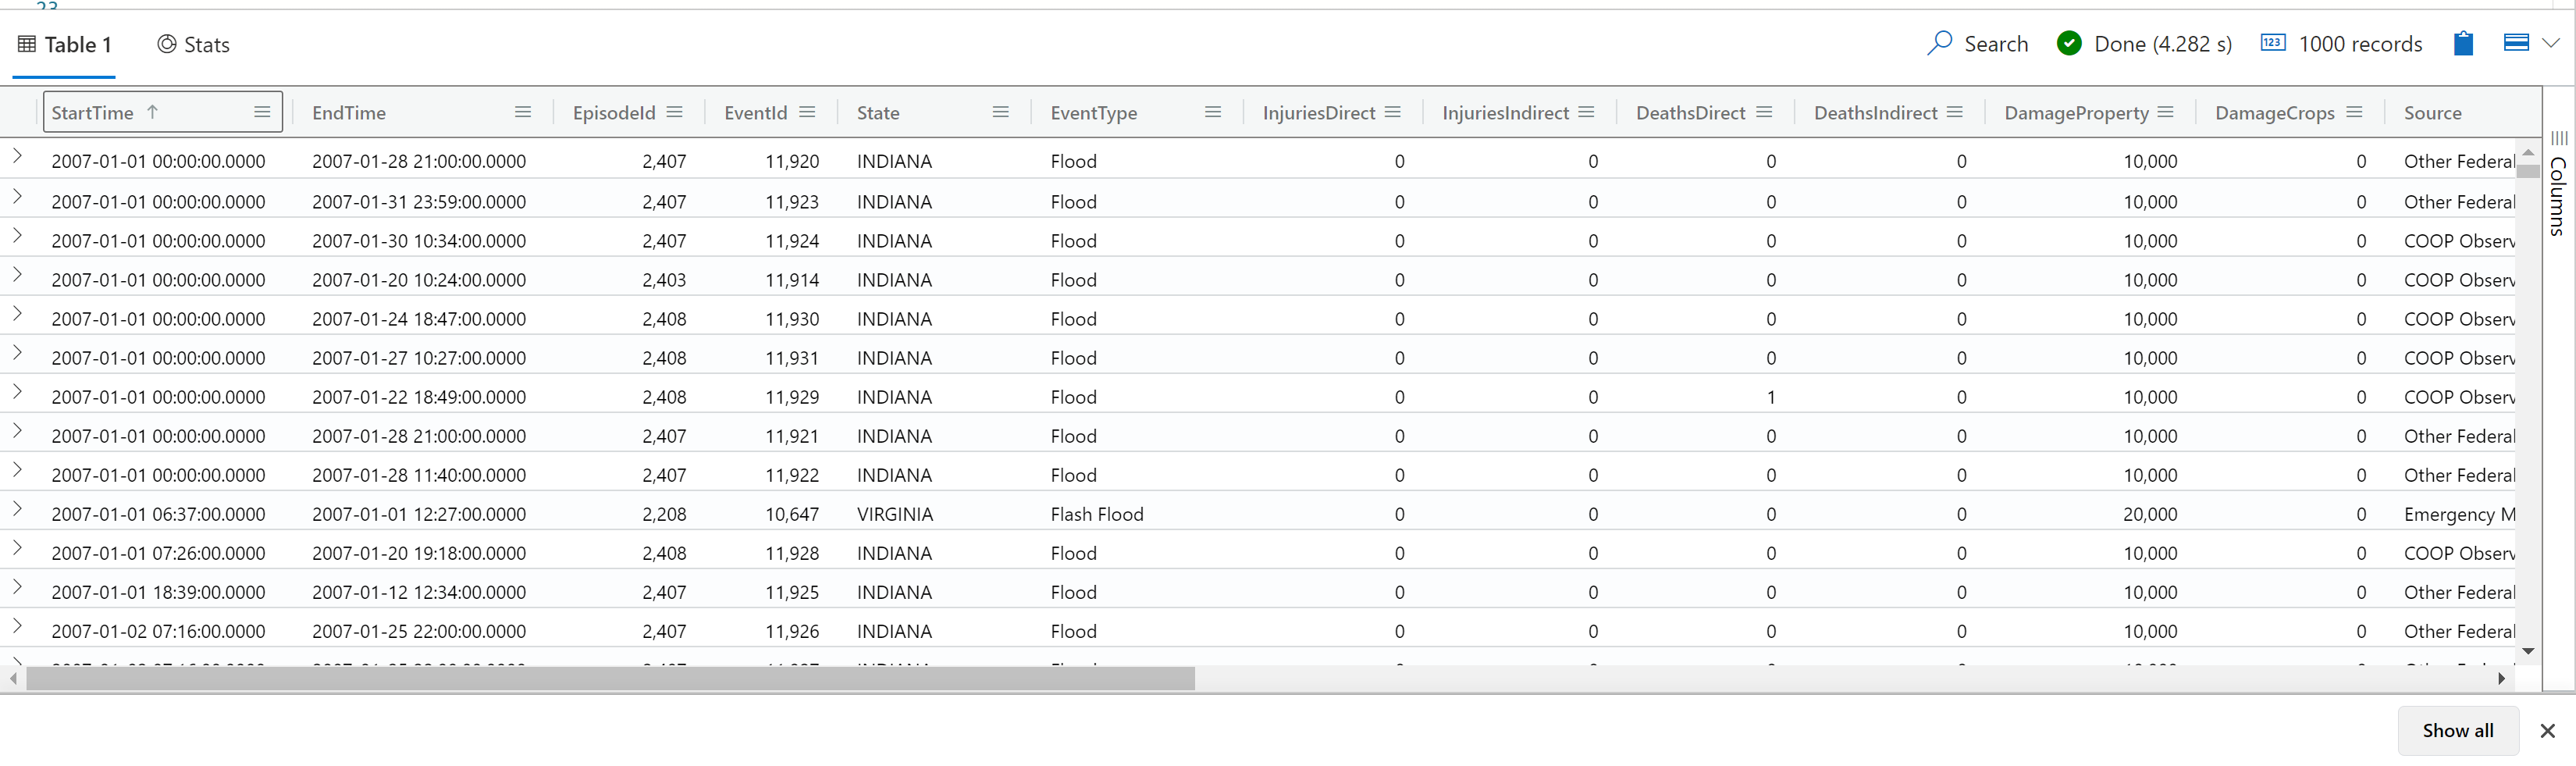 23
Table 1 Stats Search Done (4.282 s) 123 1000 records
StartTime ↑ EndTime EpisodeId EventId State EventType InjuriesDirect InjuriesIndirect DeathsDirect DeathsIndirect DamageProperty DamageCrops Source
2007-01-01 00:00:00.0000 2007-01-28 21:00:00.0000 2,407 11,920 INDIANA Flood 0 0 0 0 10,000 0 Other Federal
2007-01-01 00:00:00.0000 2007-01-31 23:59:00.0000 2,407 11,923 INDIANA Flood 0 0 0 0 10,000 0 Other Federal
2007-01-01 00:00:00.0000 2007-01-30 10:34:00.0000 2,407 11,924 INDIANA Flood 0 0 0 0 10,000 0 COOP Observ
2007-01-01 00:00:00.0000 2007-01-20 10:24:00.0000 2,403 11,914 INDIANA Flood 0 0 0 0 10,000 0 COOP Observ
2007-01-01 00:00:00.0000 2007-01-24 18:47:00.0000 2,408 11,930 INDIANA Flood 0 0 0 0 10,000 0 COOP Observ
2007-01-01 00:00:00.0000 2007-01-27 10:27:00.0000 2,408 11,931 INDIANA Flood 0 0 0 0 10,000 0 COOP Observ
2007-01-01 00:00:00.0000 2007-01-22 18:49:00.0000 2,408 11,929 INDIANA Flood 0 0 1 0 10,000 0 COOP Observ
2007-01-01 00:00:00.0000 2007-01-28 21:00:00.0000 2,407 11,921 INDIANA Flood 0 0 0 0 10,000 0 Other Federal
2007-01-01 00:00:00.0000 2007-01-28 11:40:00.0000 2,407 11,922 INDIANA Flood 0 0 0 0 10,000 0 Other Federal
2007-01-01 06:37:00.0000 2007-01-01 12:27:00.0000 2,208 10,647 VIRGINIA Flash Flood 0 0 0 0 20,000 0 Emergency M
2007-01-01 07:26:00.0000 2007-01-20 19:18:00.0000 2,408 11,928 INDIANA Flood 0 0 0 0 10,000 0 COOP Observ
2007-01-01 18:39:00.0000 2007-01-12 12:34:00.0000 2,407 11,925 INDIANA Flood 0 0 0 0 10,000 0 Other Federal
2007-01-02 07:16:00.0000 2007-01-25 22:00:00.0000 2,407 11,926 INDIANA Flood 0 0 0 0 10,000 0 Other Federal
Columns
Show all